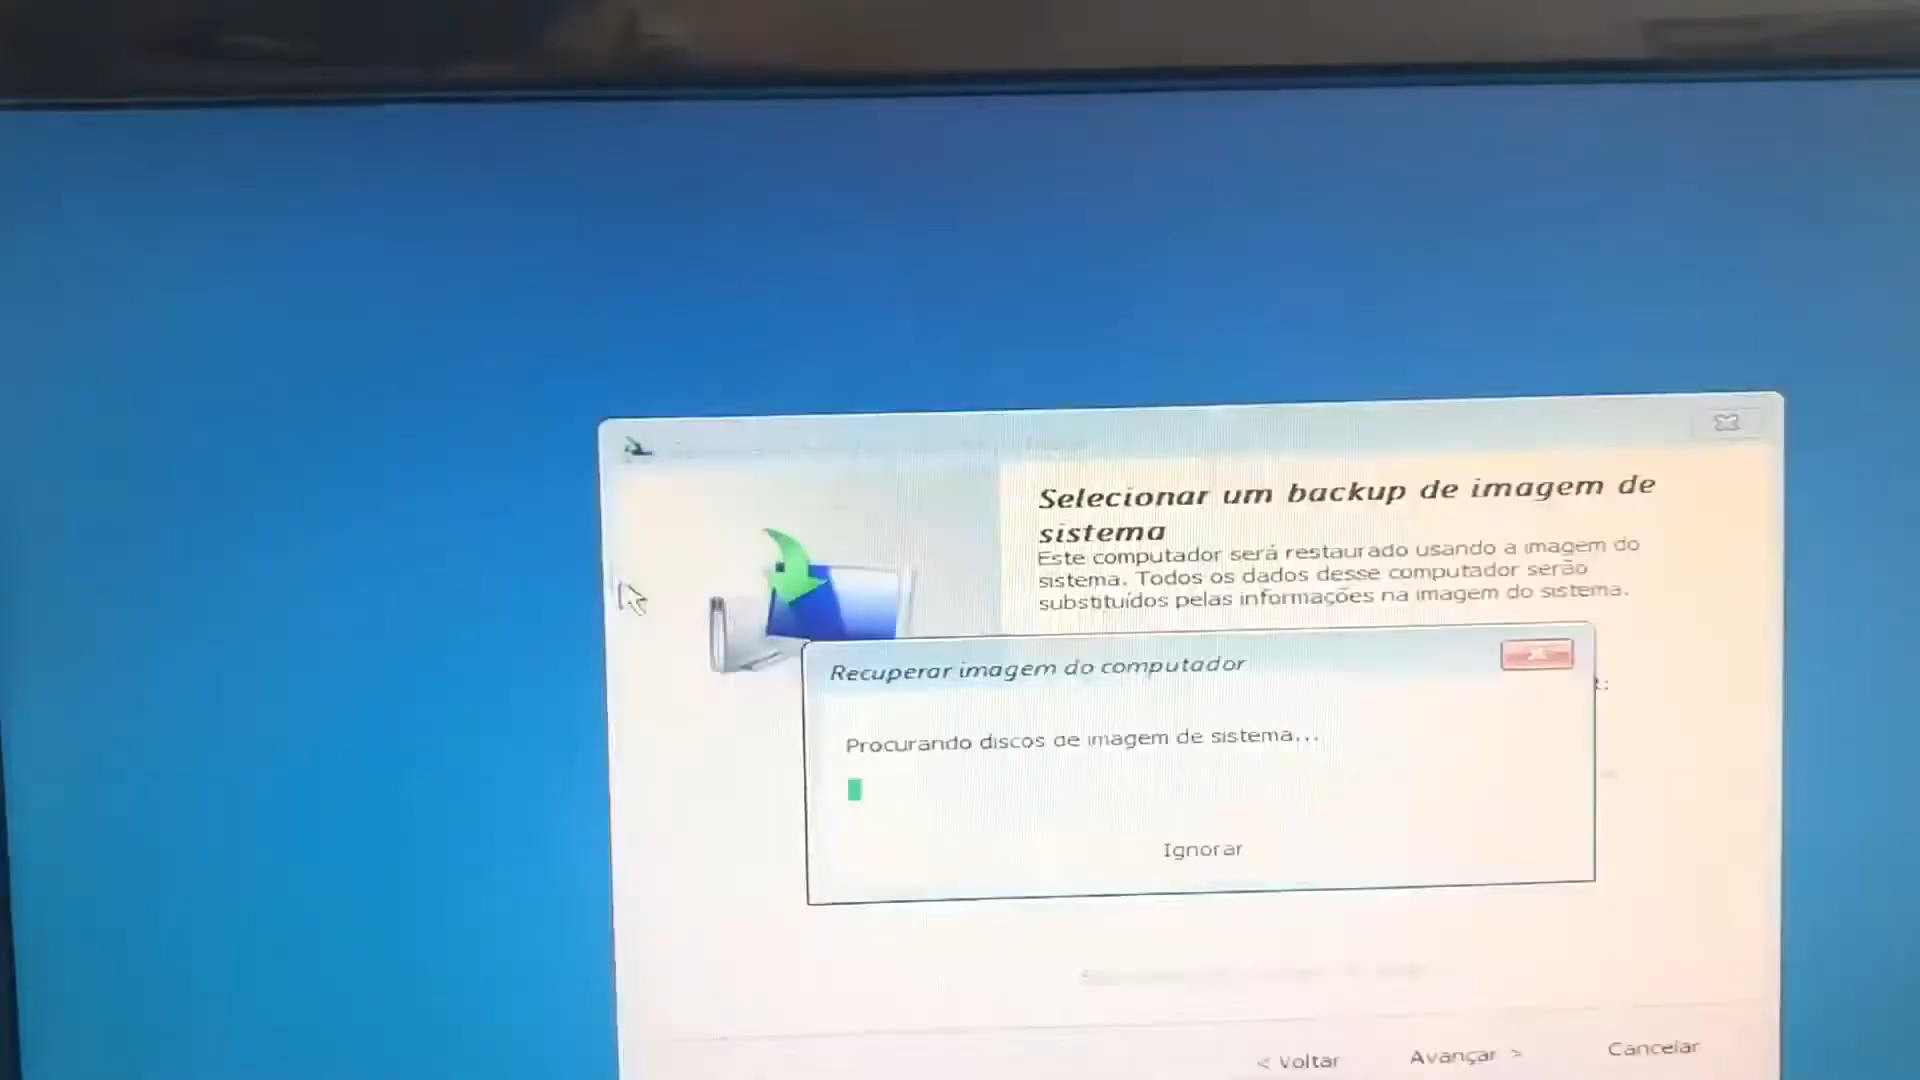 Selecionar um backup de imagem de
sistema
Este computador será restaurado usando a imagem do
sistema. Todos os dados desse computador serão
substituídos pelas informações na imagem do sistema.
Recuperar imagem do computador
Procurando discos de imagem de sistema...
Ignorar
< Voltar
Avançar >
Cancelar